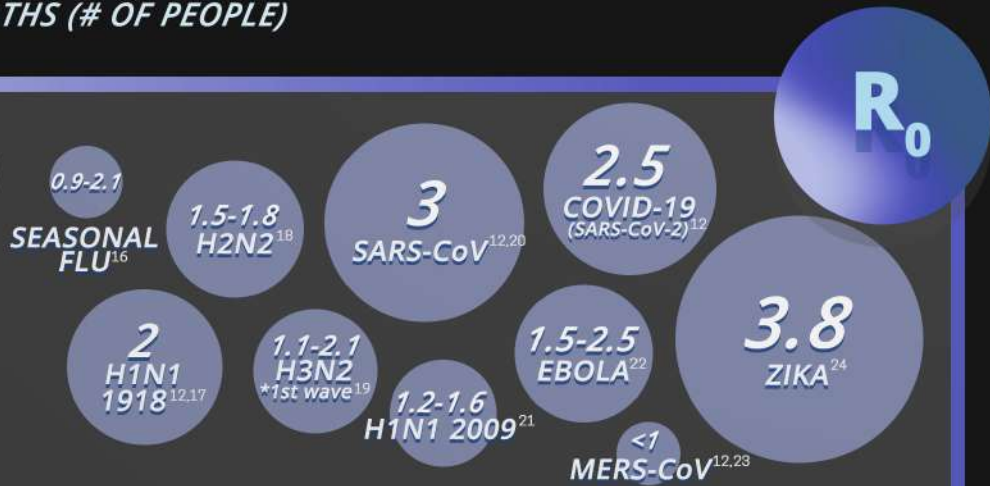 THS (# OF PEOPLE)
R0
0.9-2.1
SEASONAL
FLU16
1.5-1.8
H2N218
3
SARS-CoV12,20
2.5
COVID-19
(SARS-CoV-2)12
2
H1N1
191812,17
1.1-2.1
H3N2
*1st wave19
1.2-1.6
H1N1 200921
1.5-2.5
EBOLA22
<1
MERS-CoV12,23
3.8
ZIKA24